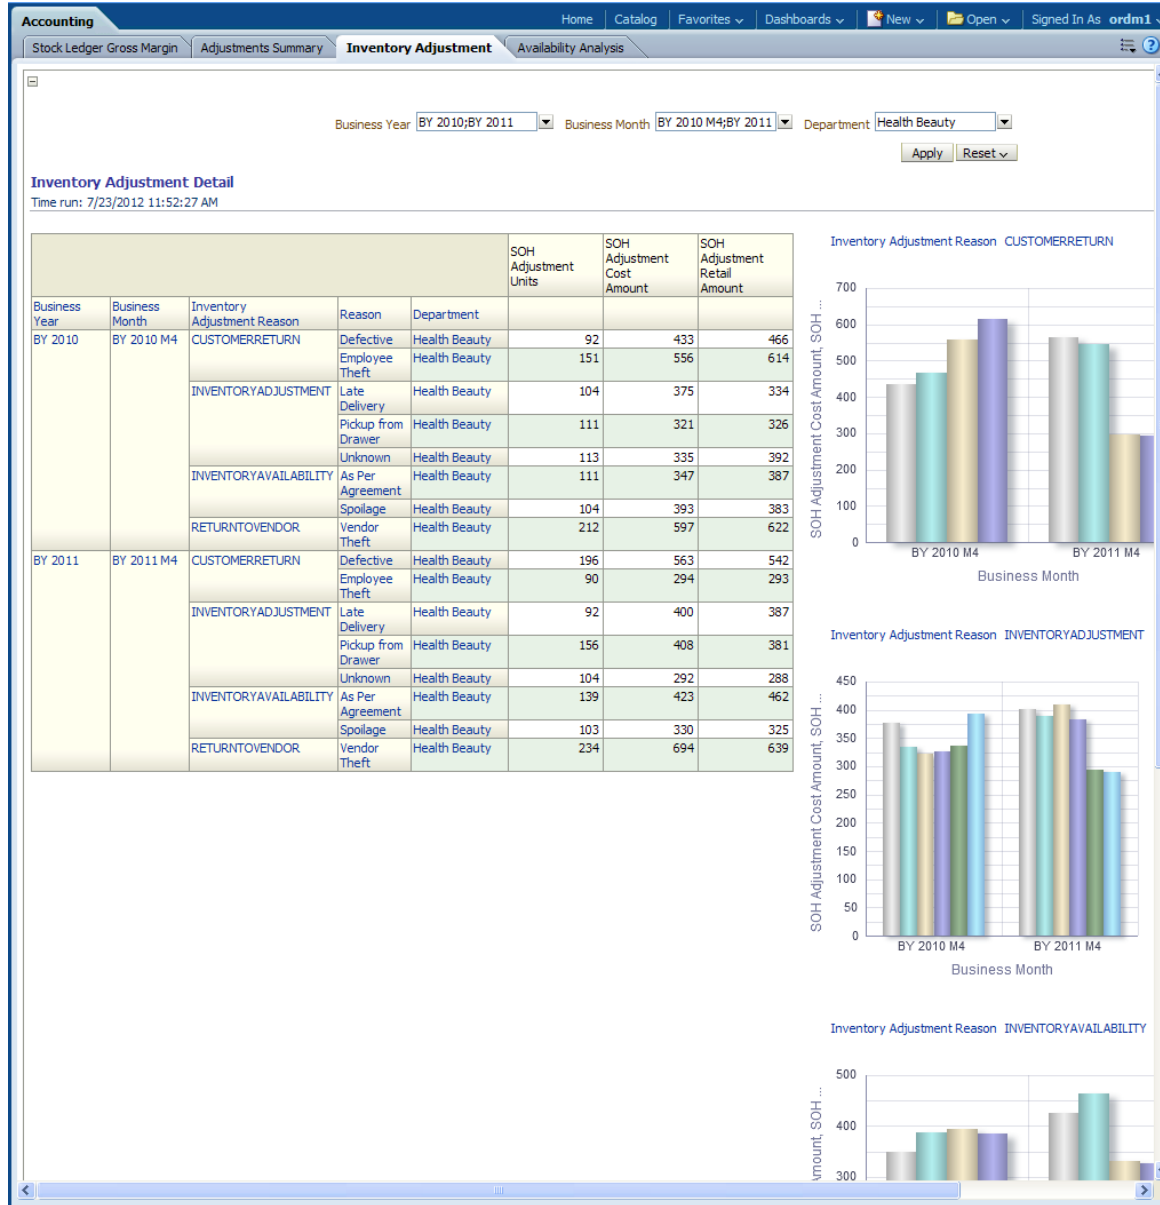 Accounting
Home Catalog Favorites Dashboards New Open Signed In As ordm1
Stock Ledger Gross Margin Adjustments Summary Inventory Adjustment Availability Analysis
Business Year BY 2010;BY 2011 Business Month BY 2010 M4;BY 2011 Department Health Beauty
Apply Reset
Inventory Adjustment Detail
Time run: 7/23/2012 11:52:27 AM
SOH Adjustment Units SOH Adjustment Cost Amount SOH Adjustment Retail Amount
Business Year Business Month Inventory Adjustment Reason Reason Department
BY 2010 BY 2010 M4 CUSTOMERRETURN Defective Health Beauty 92 433 466
Employee Theft Health Beauty 151 556 614
INVENTORYADJUSTMENT Late Delivery Health Beauty 104 375 334
Pickup from Drawer Health Beauty 111 321 326
Unknown Health Beauty 113 335 392
INVENTORYAVAILABILITY As Per Agreement Health Beauty 111 347 387
Spoilage Health Beauty 104 393 383
RETURNTOVENDOR Vendor Theft Health Beauty 212 597 622
BY 2011 BY 2011 M4 CUSTOMERRETURN Defective Health Beauty 196 563 542
Employee Theft Health Beauty 90 294 293
INVENTORYADJUSTMENT Late Delivery Health Beauty 92 400 387
Pickup from Drawer Health Beauty 156 408 381
Unknown Health Beauty 104 292 288
INVENTORYAVAILABILITY As Per Agreement Health Beauty 139 423 462
Spoilage Health Beauty 103 330 325
RETURNTOVENDOR Vendor Theft Health Beauty 234 694 639
Inventory Adjustment Reason CUSTOMERRETURN
SOH Adjustment Cost Amount, SOH ...
700
600
500
400
300
200
100
0
BY 2010 M4 BY 2011 M4
Business Month
Inventory Adjustment Reason INVENTORYADJUSTMENT
SOH Adjustment Cost Amount, SOH ...
450
400
350
300
250
200
150
100
50
0
BY 2010 M4 BY 2011 M4
Business Month
Inventory Adjustment Reason INVENTORYAVAILABILITY
Amount, SOH ...
500
400
300